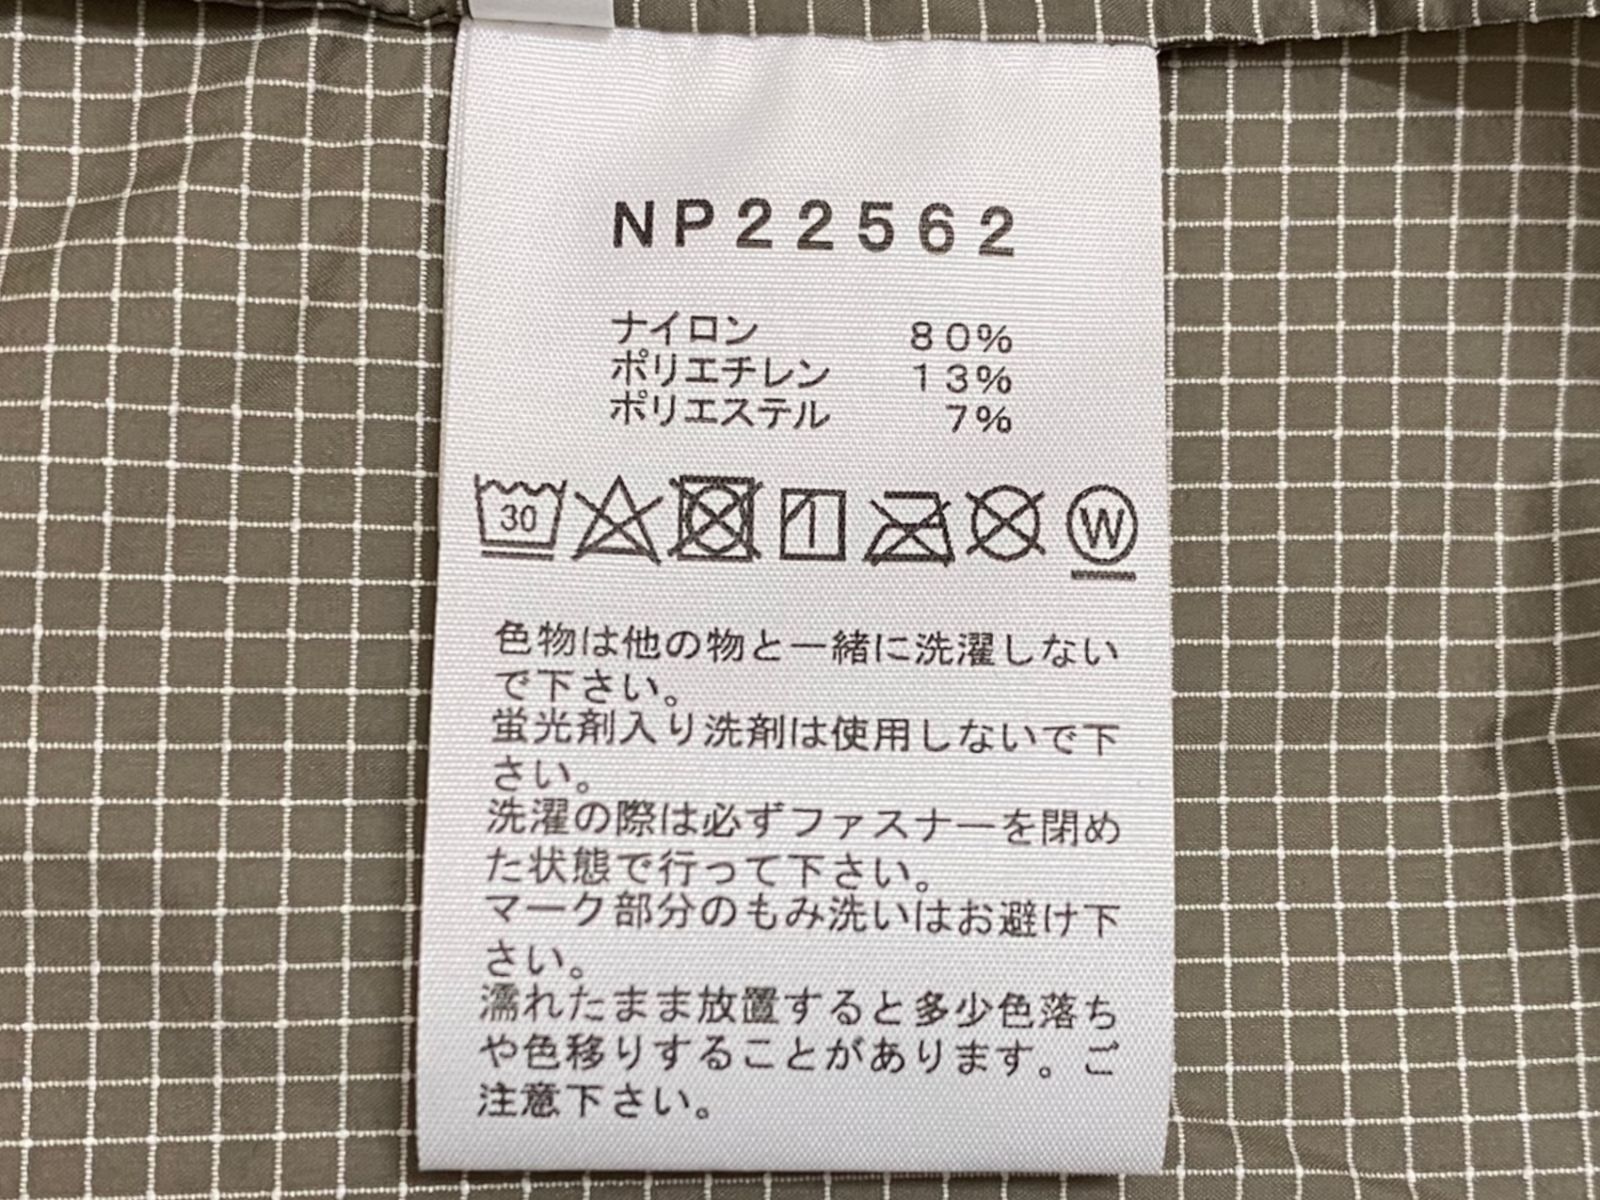 NP22562
ナイロン 80%
ポリエチレン 13%
ポリエステル 7%
30 W
色物は他の物と一緒に洗濯しない
で下さい。
蛍光剤入り洗剤は使用しないで下
さい。
洗濯の際は必ずファスナーを閉め
た状態で行って下さい。
マーク部分のもみ洗いはお避け下
さい。
濡れたまま放置すると多少色落ち
や色移りすることがあります。ご
注意下さい。